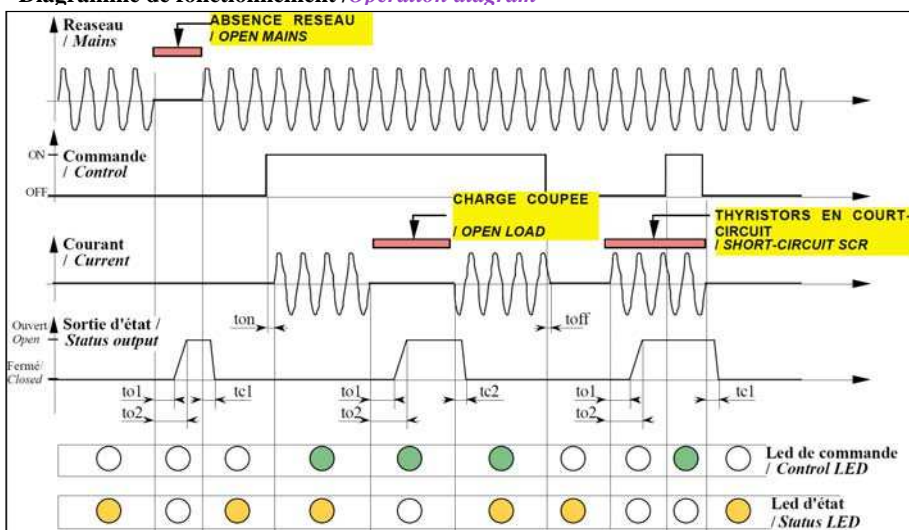 Diagramme de fonctionnement /Operation diagram
Reaseau
/ Mains
ABSENCE RESEAU
/ OPEN MAINS
ON
OFF
Commande
/ Control
CHARGE COUPEE
/ OPEN LOAD
THYRISTORS EN COURT-
CIRCUIT
/ SHORT-CIRCUIT SCR
Courant
/ Current
ton
toff
Ouvert
Open
Sortie d'état /
Status output
Fermé/
Closed
to1
tc1
to2
to1
tc2
to2
to1
tc1
to2
Led de commande
/ Control LED
Led d'état
/ Status LED